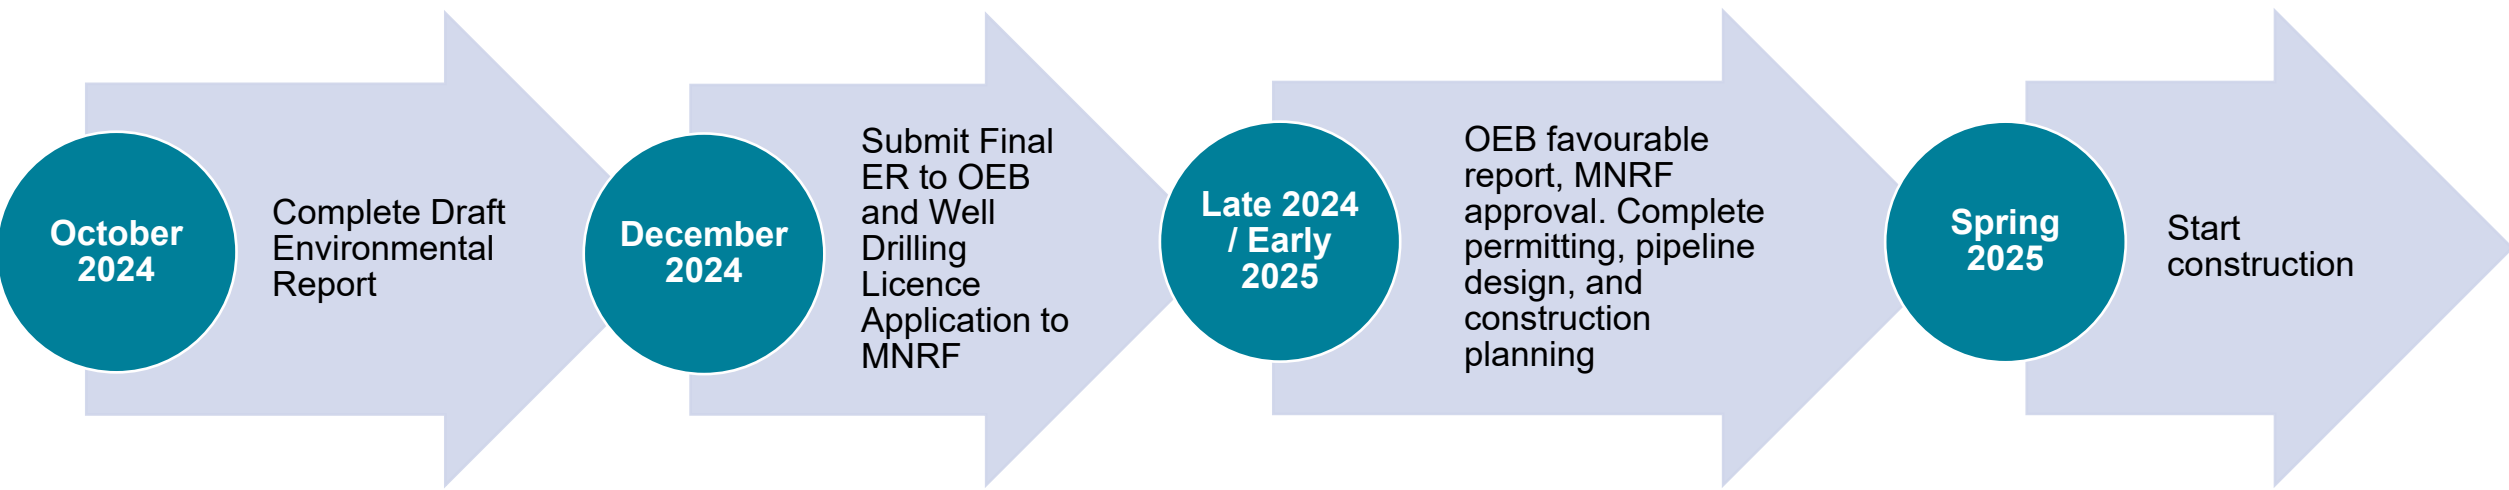 October
2024
Complete Draft
Environmental
Report
December
2024
Submit Final
ER to OEB
and Well
Drilling
Licence
Application to
MNRF
Late 2024
/ Early
2025
OEB favourable
report, MNRF
approval. Complete
permitting, pipeline
design, and
construction
planning
Spring
2025
Start
construction